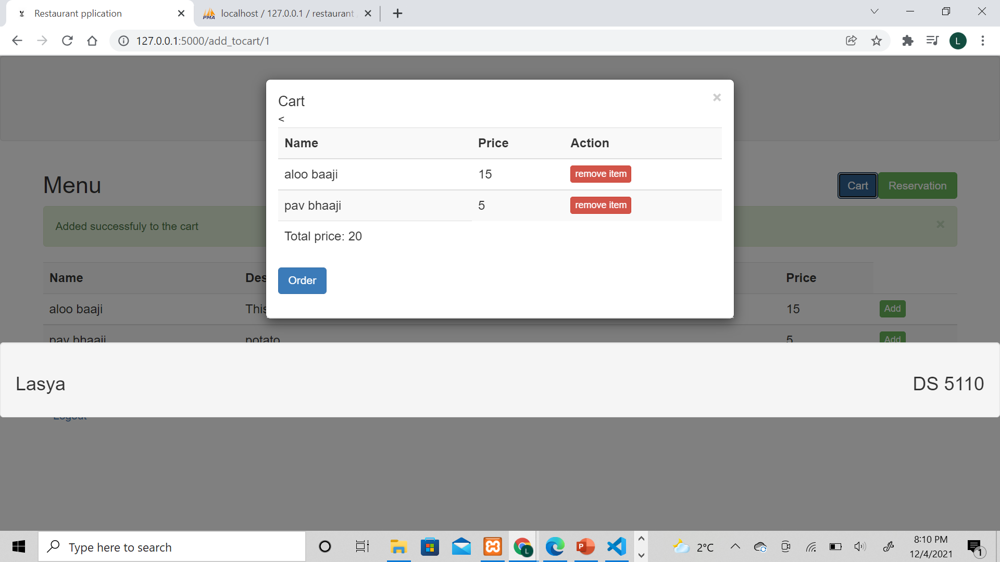 Restaurant pplication
localhost / 127.0.0.1 / restaurant
127.0.0.1:5000/add_tocart/1
L
Cart
×
<
Name Price Action
aloo baaji 15 remove item
pav bhaaji 5 remove item
Total price: 20
Order
Menu
Cart Reservation
Added successfuly to the cart
×
Name Des Price
aloo baaji This 15 Add
pav bhaaji potato 5 Add
Lasya DS 5110
Logout
Type here to search
2°C
8:10 PM
12/4/2021
1